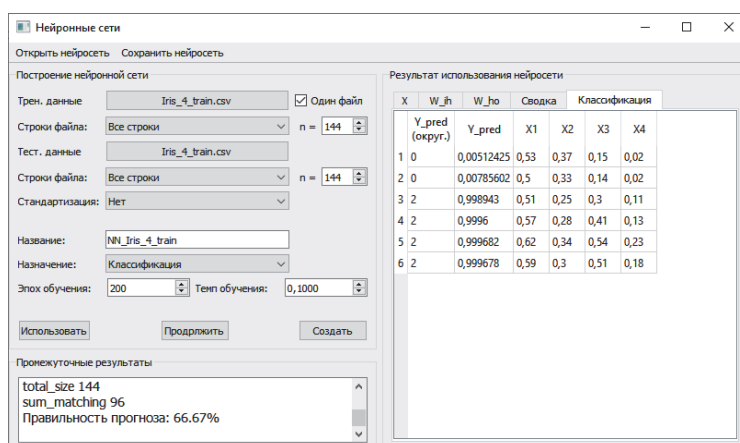 Нейронные сети
Открыть нейросеть Сохранить нейросеть
Построение нейронной сети
Трен. данные Iris_4_train.csv Один файл
Строки файла: Все строки n = 144
Тест. данные Iris_4_train.csv
Строки файла: Все строки n = 144
Стандартизация: Нет
Название: NN_Iris_4_train
Назначение: Классификация
Эпох обучения: 200 Темп обучения: 0,1000
Использовать Продрлжить Создать
Промежуточные результаты
total_size 144
sum_matching 96
Правильность прогноза: 66.67%
Результат использования нейросети
X W_ih W_ho Сводка Классификация
Y_pred (округ.) Y_pred X1 X2 X3 X4
1 0 0,00512425 0,53 0,37 0,15 0,02
2 0 0,00785602 0,5 0,33 0,14 0,02
3 2 0,998943 0,51 0,25 0,3 0,11
4 2 0,9996 0,57 0,28 0,41 0,13
5 2 0,999682 0,62 0,34 0,54 0,23
6 2 0,999678 0,59 0,3 0,51 0,18